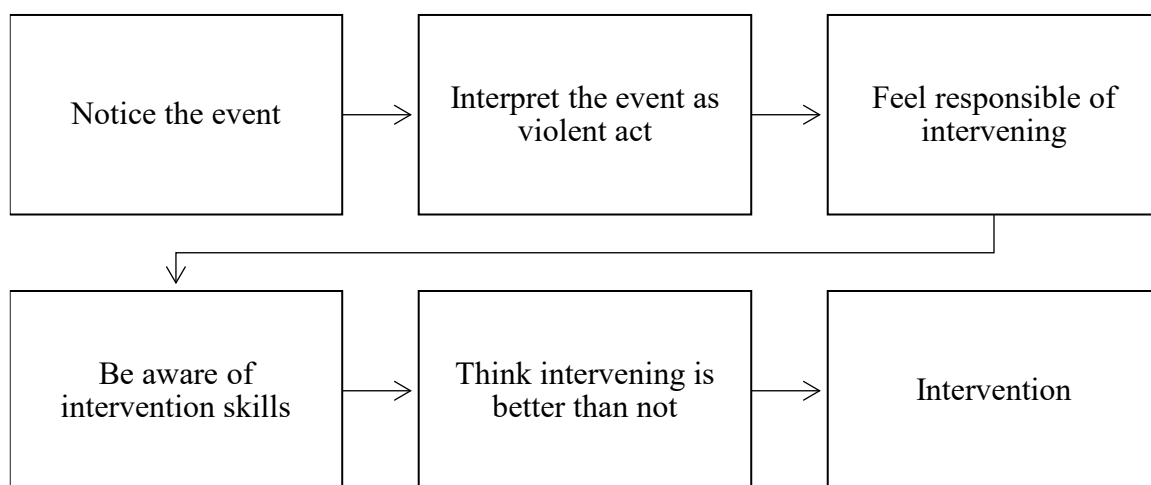 Notice the event
Interpret the event as
violent act
Feel responsible of
intervening
Be aware of
intervention skills
Think intervening is
better than not
Intervention